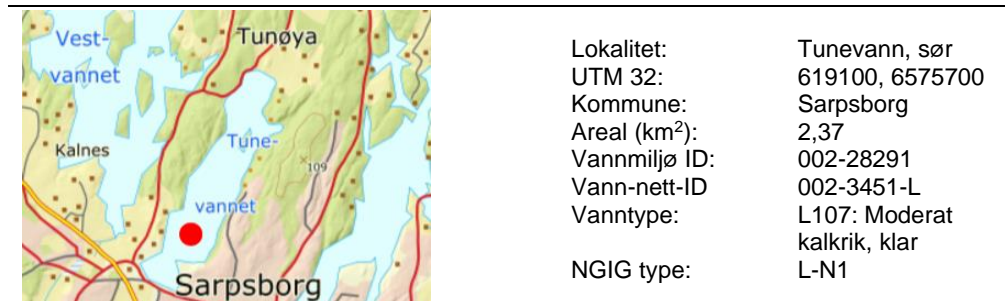 Vest-
vannet
Tunøya
Kalnes
Tune-
vannet
109
Sarpsborg
Lokalitet: Tunevann, sør
UTM 32: 619100, 6575700
Kommune: Sarpsborg
Areal (km²): 2,37
Vannmiljø ID: 002-28291
Vann-nett-ID 002-3451-L
Vanntype: L107: Moderat
kalkrik, klar
NGIG type: L-N1